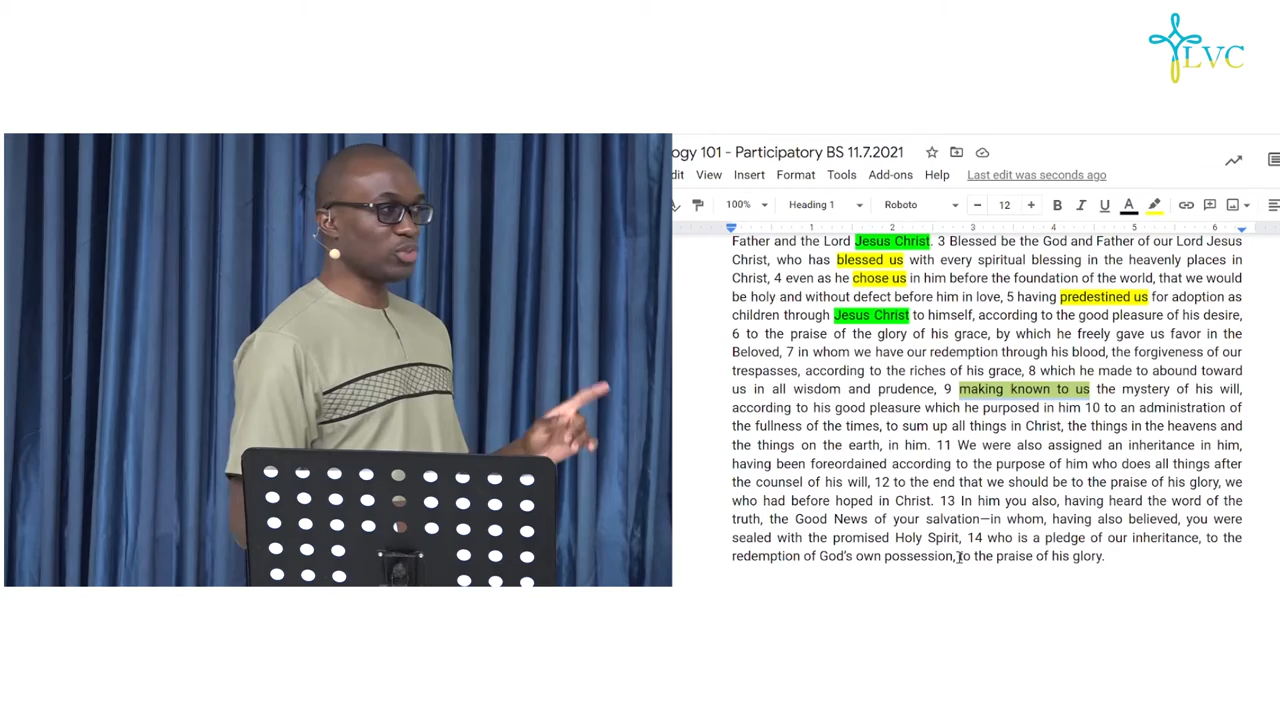 LVC
ogy 101 - Participatory BS 11.7.2021
dit View Insert Format Tools Add-ons Help Last edit was seconds ago
100% Heading 1 Roboto 12 B I U A
1 2 3 4 5 6
Father and the Lord Jesus Christ. 3 Blessed be the God and Father of our Lord Jesus
Christ, who has blessed us with every spiritual blessing in the heavenly places in
Christ, 4 even as he chose us in him before the foundation of the world, that we would
be holy and without defect before him in love, 5 having predestined us for adoption as
children through Jesus Christ to himself, according to the good pleasure of his desire,
6 to the praise of the glory of his grace, by which he freely gave us favor in the
Beloved, 7 in whom we have our redemption through his blood, the forgiveness of our
trespasses, according to the riches of his grace, 8 which he made to abound toward
us in all wisdom and prudence, 9 making known to us the mystery of his will,
according to his good pleasure which he purposed in him 10 to an administration of
the fullness of the times, to sum up all things in Christ, the things in the heavens and
the things on the earth, in him. 11 We were also assigned an inheritance in him,
having been foreordained according to the purpose of him who does all things after
the counsel of his will, 12 to the end that we should be to the praise of his glory, we
who had before hoped in Christ. 13 In him you also, having heard the word of the
truth, the Good News of your salvation—in whom, having also believed, you were
sealed with the promised Holy Spirit, 14 who is a pledge of our inheritance, to the
redemption of God's own possession, to the praise of his glory.